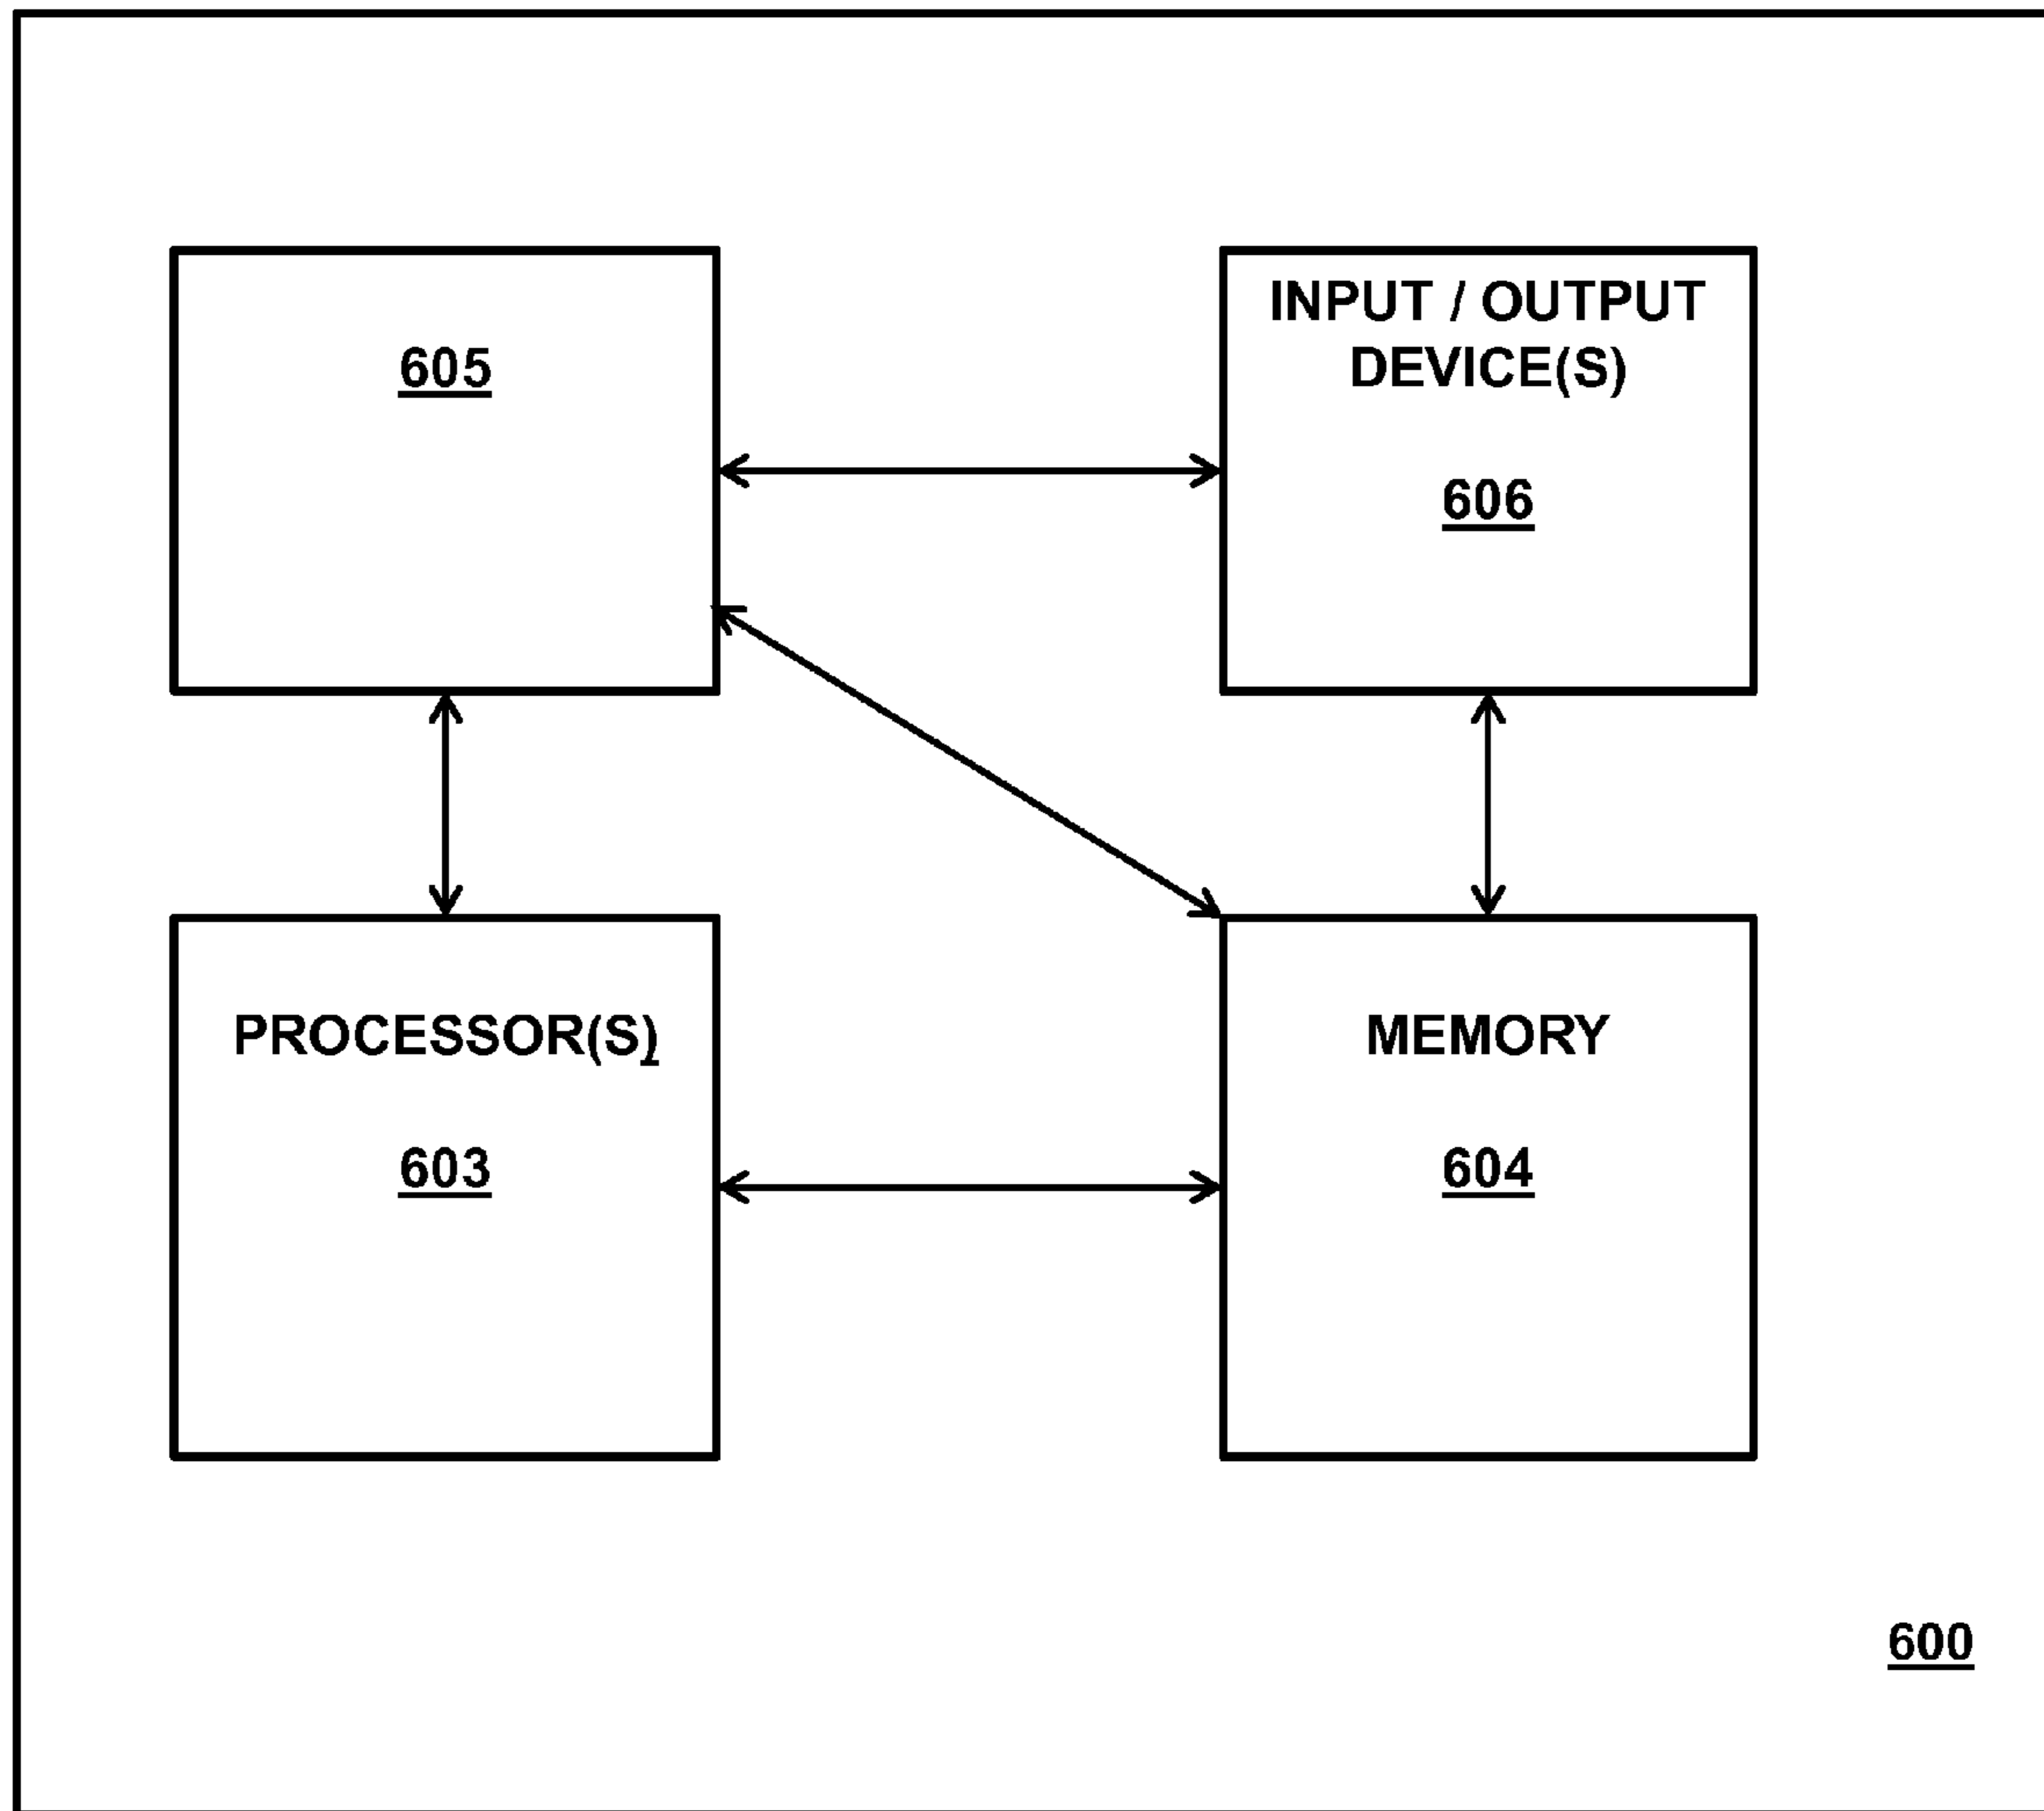 605
INPUT / OUTPUT
DEVICE(S)
606
PROCESSOR(S)
603
MEMORY
604
600